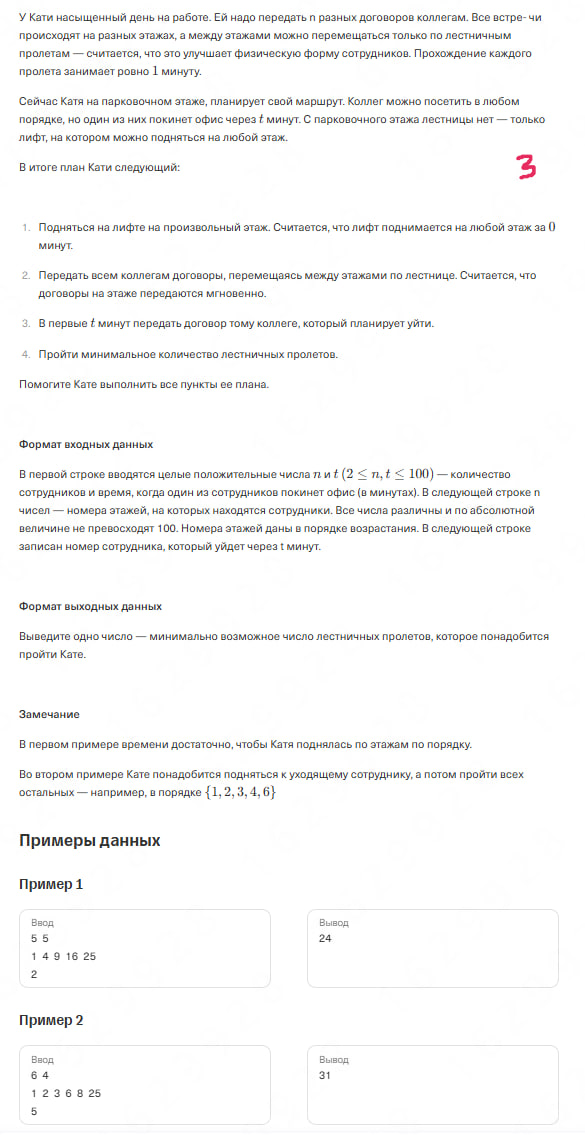 У Кати насыщенный день на работе. Ей надо передать n разных договоров коллегам. Все встре- чи
происходят на разных этажах, а между этажами можно перемещаться только по лестничным
пролетам — считается, что это улучшает физическую форму сотрудников. Прохождение каждого
пролета занимает ровно 1 минуту.
Сейчас Катя на парковочном этаже, планирует свой маршрут. Коллег можно посетить в любом
порядке, но один из них покинет офис через t минут. С парковочного этажа лестницы нет — только
лифт, на котором можно подняться на любой этаж.
В итоге план Кати следующий:
3
1. Подняться на лифте на произвольный этаж. Считается, что лифт поднимается на любой этаж за 0
минут.
2. Передать всем коллегам договоры, перемещаясь между этажами по лестнице. Считается, что
договоры на этаже передаются мгновенно.
3. В первые t минут передать договор тому коллеге, который планирует уйти.
4. Пройти минимальное количество лестничных пролетов.
Помогите Кате выполнить все пункты ее плана.
Формат входных данных
В первой строке вводятся целые положительные числа n и t (2 ≤ n, t ≤ 100) — количество
сотрудников и время, когда один из сотрудников покинет офис (в минутах). В следующей строке n
чисел — номера этажей, на которых находятся сотрудники. Все числа различны и по абсолютной
величине не превосходят 100. Номера этажей даны в порядке возрастания. В следующей строке
записан номер сотрудника, который уйдет через t минут.
Формат выходных данных
Выведите одно число — минимально возможное число лестничных пролетов, которое понадобится
пройти Кате.
Замечание
В первом примере времени достаточно, чтобы Катя поднялась по этажам по порядку.
Во втором примере Кате понадобится подняться к уходящему сотруднику, а потом пройти всех
остальных — например, в порядке {1, 2, 3, 4, 6}
Примеры данных
Пример 1
Ввод
5 5
1 4 9 16 25
2
Вывод
24
Пример 2
Ввод
6 4
1 2 3 6 8 25
5
Вывод
31